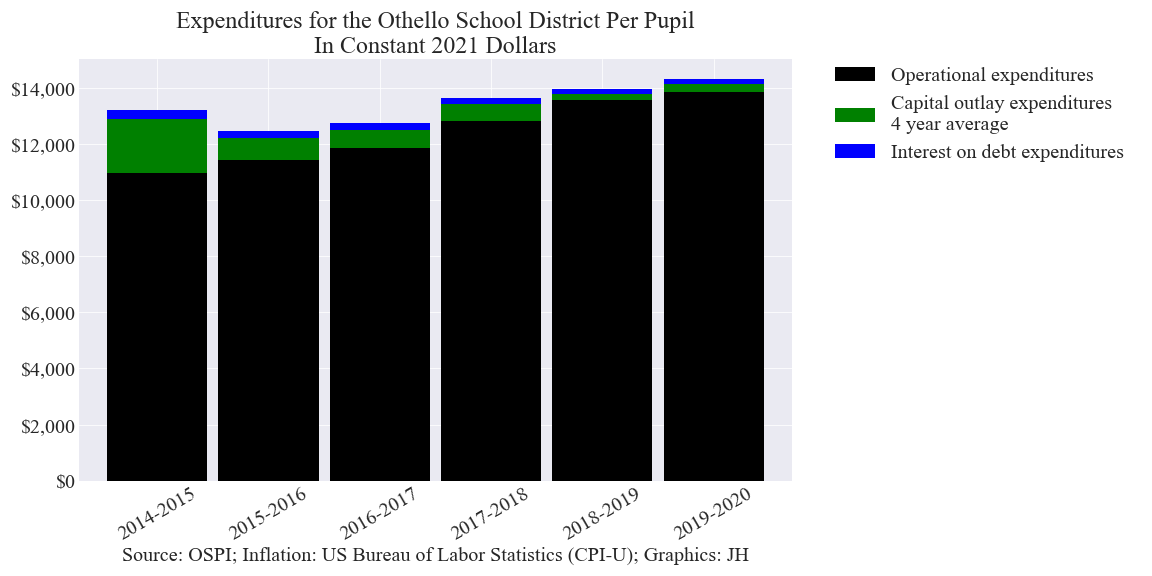 Expenditures for the Othello School District Per Pupil
In Constant 2021 Dollars
$14,000
$12,000
$10,000
$8,000
$6,000
$4,000
$2,000
$0
2014-2015
2015-2016
2016-2017
2017-2018
2018-2019
2019-2020
Source: OSPI; Inflation: US Bureau of Labor Statistics (CPI-U); Graphics: JH
Operational expenditures
Capital outlay expenditures
4 year average
Interest on debt expenditures